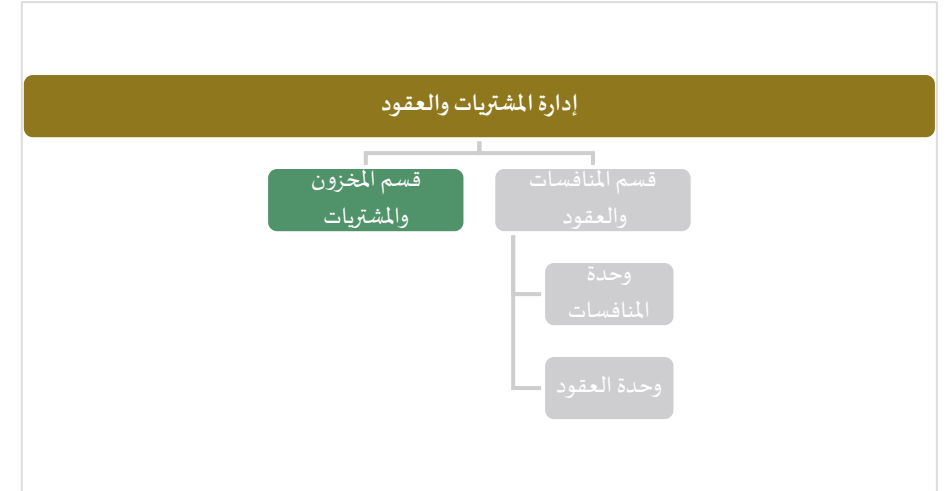 إدارة المشتريات والعقود
قسم المنافسات
والعقود
قسم المخزون
والمشتريات
وحدة
المنافسات
وحدة العقود